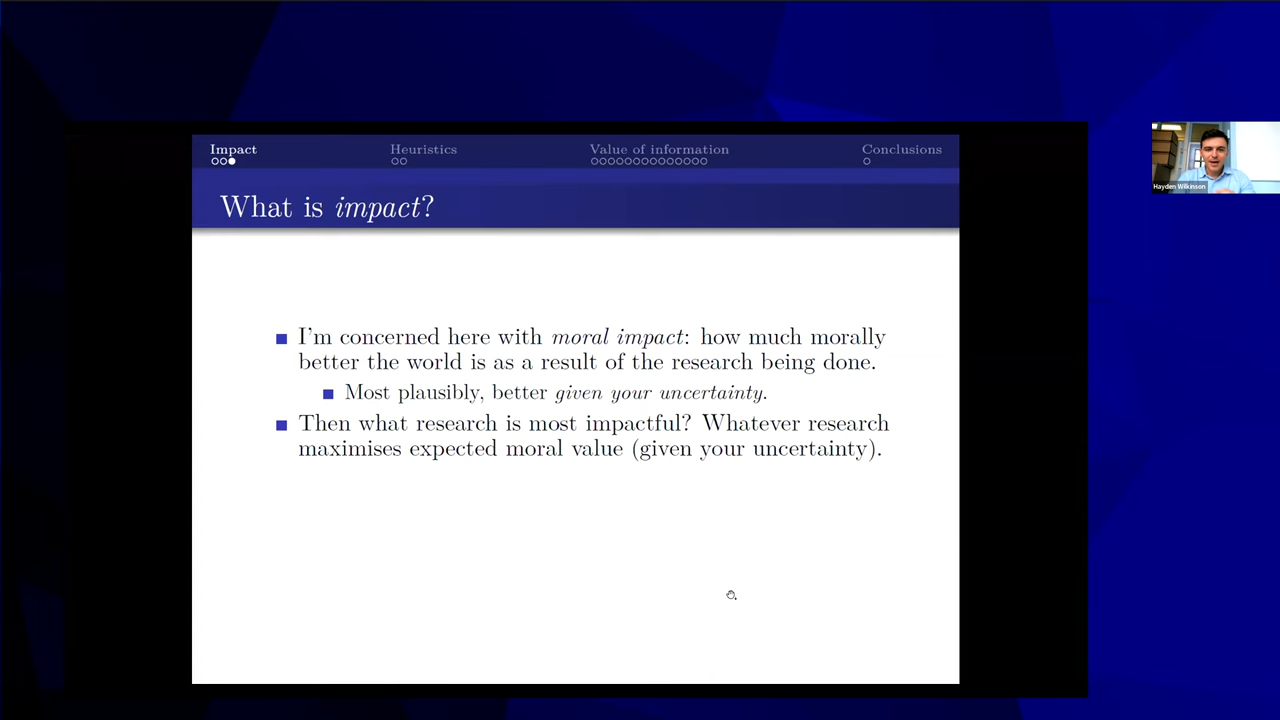 Impact Heuristics Value of information Conclusions
What is impact?
I'm concerned here with moral impact: how much morally
better the world is as a result of the research being done.
Most plausibly, better given your uncertainty.
Then what research is most impactful? Whatever research
maximises expected moral value (given your uncertainty).
Hayden Wilkinson